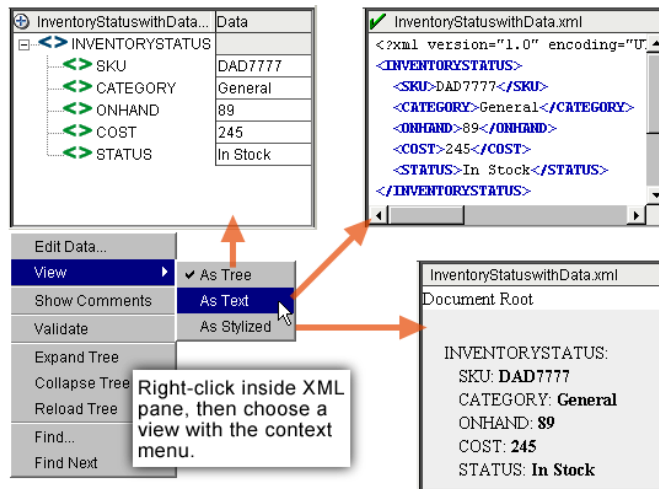 InventoryStatuswithData... Data
INVENTORYSTATUS
SKU DAD7777
CATEGORY General
ONHAND 89
COST 245
STATUS In Stock
InventoryStatuswithData.xml
<?xml version="1.0" encoding="U
<INVENTORYSTATUS>
<SKU>DAD7777</SKU>
<CATEGORY>General</CATEGORY>
<ONHAND>89</ONHAND>
<COST>245</COST>
<STATUS>In Stock</STATUS>
</INVENTORYSTATUS>
Edit Data...
View
Show Comments
Validate
Expand Tree
Collapse Tree
Reload Tree
Find...
Find Next
As Tree
As Text
As Stylized
Right-click inside XML
pane, then choose a
view with the context
menu.
InventoryStatuswithData.xml
Document Root
INVENTORYSTATUS:
SKU: DAD7777
CATEGORY: General
ONHAND: 89
COST: 245
STATUS: In Stock